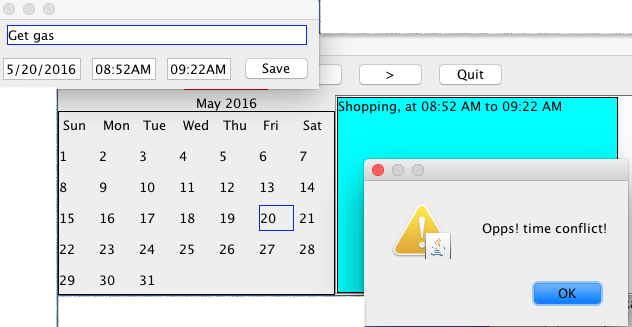 Get gas
5/20/2016 08:52AM 09:22AM Save
> Quit
May 2016
Sun Mon Tue Wed Thu Fri Sat
1 2 3 4 5 6 7
8 9 10 11 12 13 14
15 16 17 18 19 20 21
22 23 24 25 26 27 28
29 30 31
Shopping, at 08:52 AM to 09:22 AM
Opps! time conflict!
OK